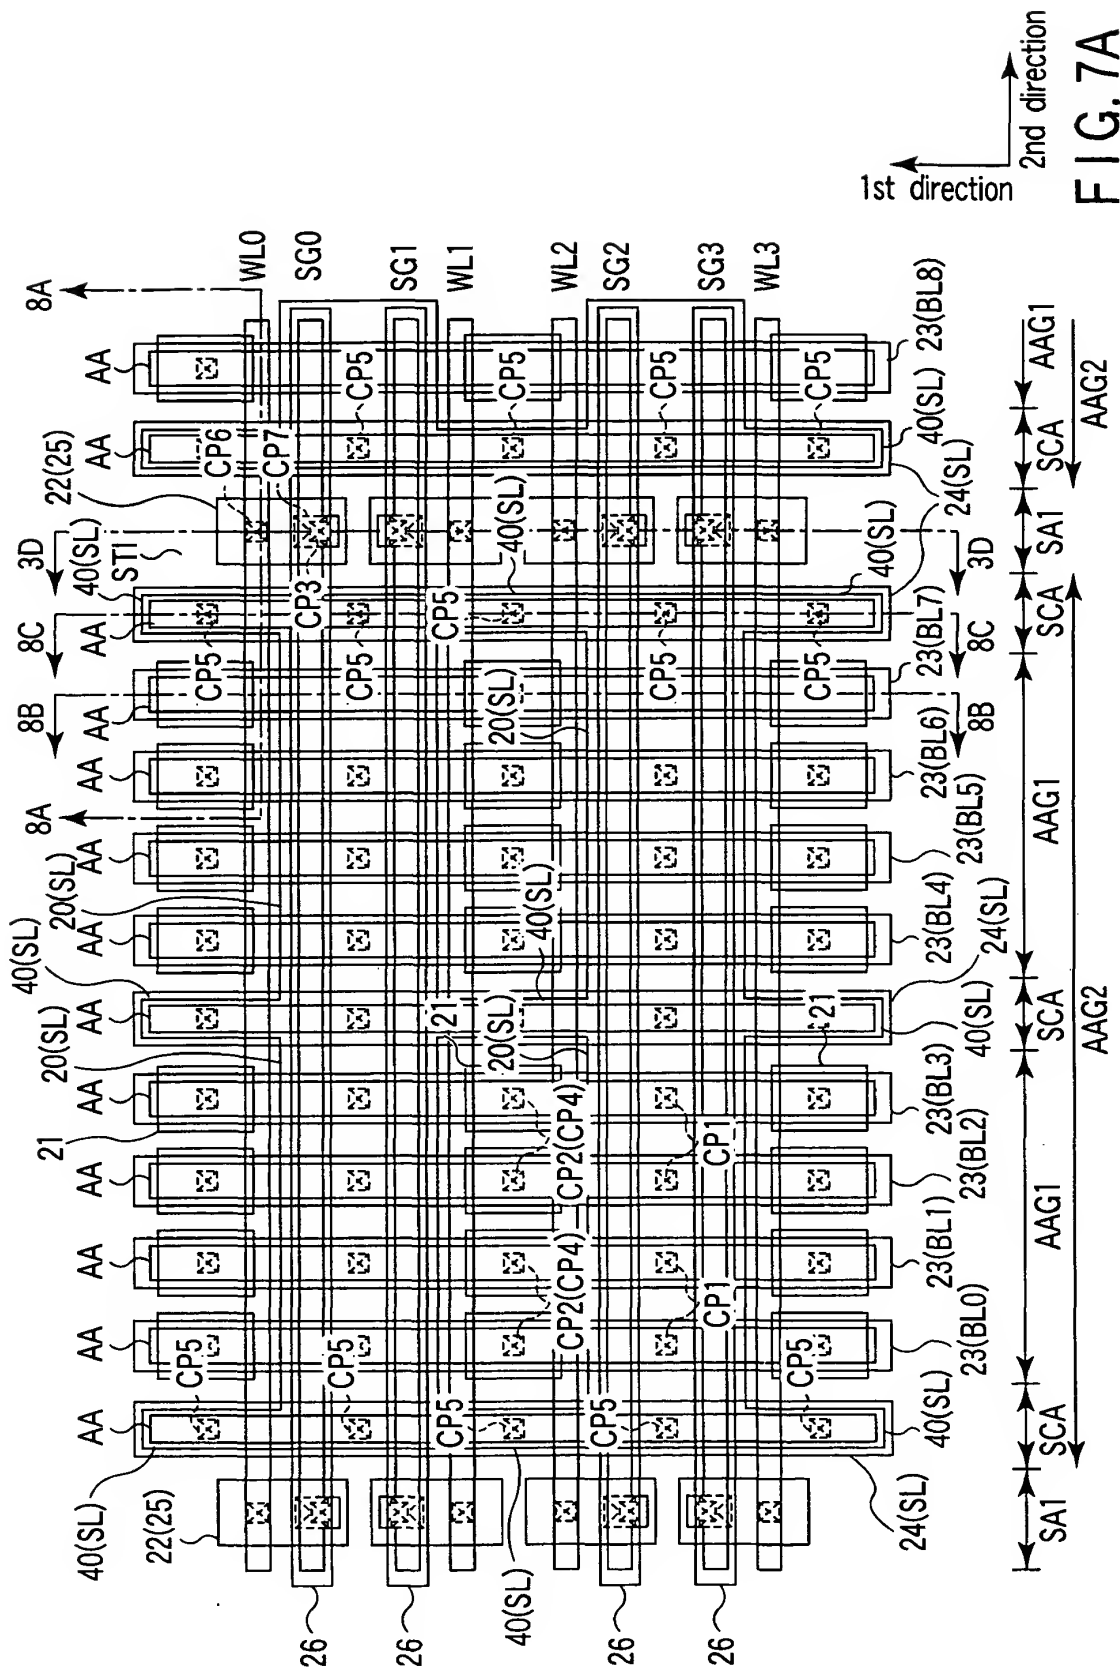 40(SL)
22(25)
AA
AA
AA
AA
AA
21
20(SL)
40(SL)
AA
20(SL)
AA
AA
8A
AA
8B
AA
8C
AA
40(SL)
3D
STI
22(25)
AA
AA
8A
CP5
CP5
CP5
CP6
CP7
CP3
CP5
CP5
WL0
SG0
SG1
WL1
WL2
SG2
SG3
WL3
26
26
26
26
40(SL)
CP5
CP5
CP5
CP2(CP4)
CP2(CP4)
CP1
CP1
21
20(SL)
40(SL)
20(SL)
CP5
40(SL)
CP5
CP5
CP5
CP5
CP5
21
40(SL)
3D
8C
8B
24(SL)
40(SL)
23(BL0)
23(BL1)
23(BL2)
23(BL3)
40(SL)
24(SL)
23(BL4)
23(BL5)
23(BL6)
23(BL7)
24(SL)
40(SL)
23(BL8)
SA1
SCA
AAG1
SCA
AAG1
SCA
SA1
SCA
AAG1
AAG2
AAG2
1st direction
2nd direction
FIG. 7A